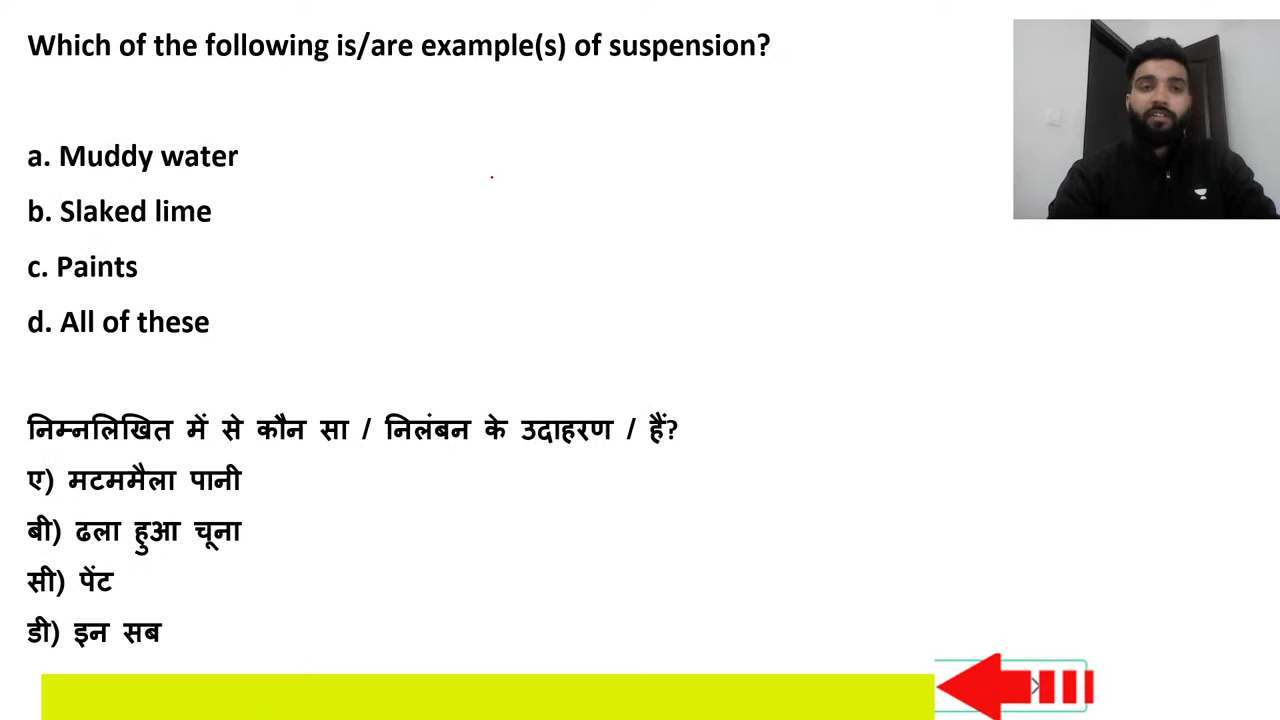 Which of the following is/are example(s) of suspension?
a. Muddy water
b. Slaked lime
c. Paints
d. All of these
निम्नलिखित में से कौन सा / निलंबन के उदाहरण / हैं?
ए) मटममैला पानी
बी) ढला हुआ चूना
सी) पेंट
डी) इन सब